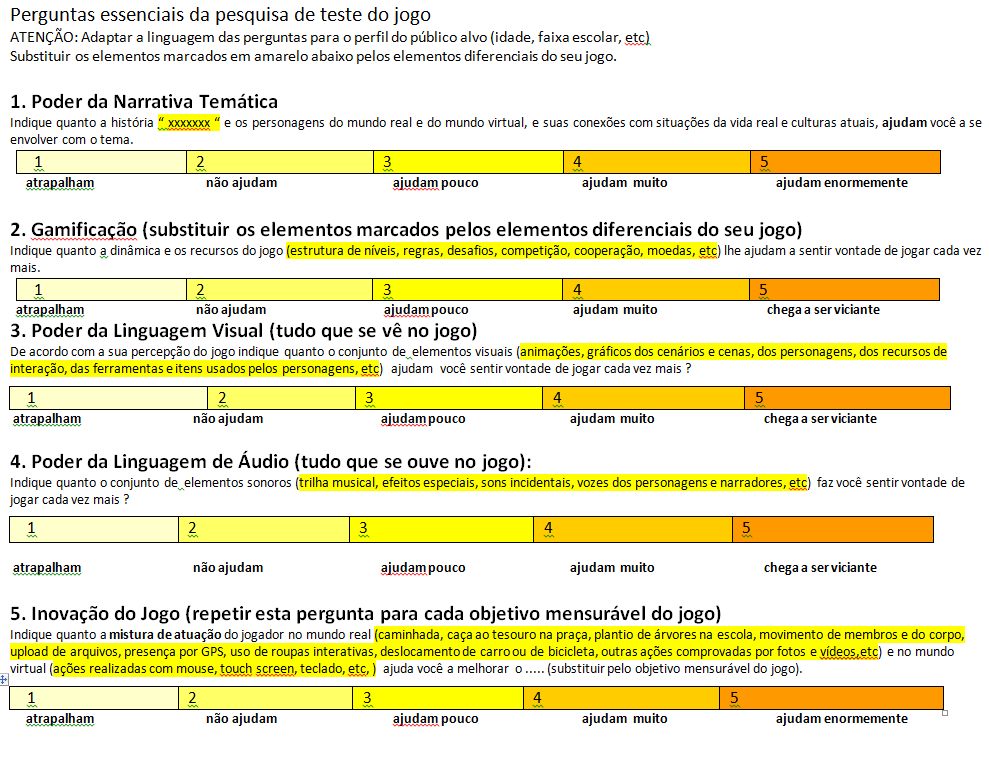 Perguntas essenciais da pesquisa de teste do jogo
ATENÇÃO: Adaptar a linguagem das perguntas para o perfil do público alvo (idade, faixa escolar, etc)
Substituir os elementos marcados em amarelo abaixo pelos elementos diferenciais do seu jogo.
1. Poder da Narrativa Temática
Indique quanto a história “ xxxxxxx “ e os personagens do mundo real e do mundo virtual, e suas conexões com situações da vida real e culturas atuais, ajudam você a se
envolver com o tema.
1 2 3 4 5
atrapalham não ajudam ajudam pouco ajudam muito ajudam enormemente
2. Gamificação (substituir os elementos marcados pelos elementos diferenciais do seu jogo)
Indique quanto a dinâmica e os recursos do jogo (estrutura de níveis, regras, desafios, competição, cooperação, moedas, etc) lhe ajudam a sentir vontade de jogar cada vez
mais.
1 2 3 4 5
atrapalham não ajudam ajudam pouco ajudam muito chega a ser viciante
3. Poder da Linguagem Visual (tudo que se vê no jogo)
De acordo com a sua percepção do jogo indique quanto o conjunto de elementos visuais (animações, gráficos dos cenários e cenas, dos personagens, dos recursos de
interação, das ferramentas e itens usados pelos personagens, etc) ajudam você sentir vontade de jogar cada vez mais ?
1 2 3 4 5
atrapalham não ajudam ajudam pouco ajudam muito chega a ser viciante
4. Poder da Linguagem de Áudio (tudo que se ouve no jogo):
Indique quanto o conjunto de elementos sonoros (trilha musical, efeitos especiais, sons incidentais, vozes dos personagens e narradores, etc) faz você sentir vontade de
jogar cada vez mais ?
1 2 3 4 5
atrapalham não ajudam ajudam pouco ajudam muito chega a ser viciante
5. Inovação do Jogo (repetir esta pergunta para cada objetivo mensurável do jogo)
Indique quanto a mistura de atuação do jogador no mundo real (caminhada, caça ao tesouro na praça, plantio de árvores na escola, movimento de membros e do corpo,
upload de arquivos, presença por GPS, uso de roupas interativas, deslocamento de carro ou de bicicleta, outras ações comprovadas por fotos e vídeos,etc) e no mundo
virtual (ações realizadas com mouse, touch screen, teclado, etc, ) ajuda você a melhorar o ..... (substituir pelo objetivo mensurável do jogo).
1 2 3 4 5
atrapalham não ajudam ajudam pouco ajudam muito ajudam enormemente